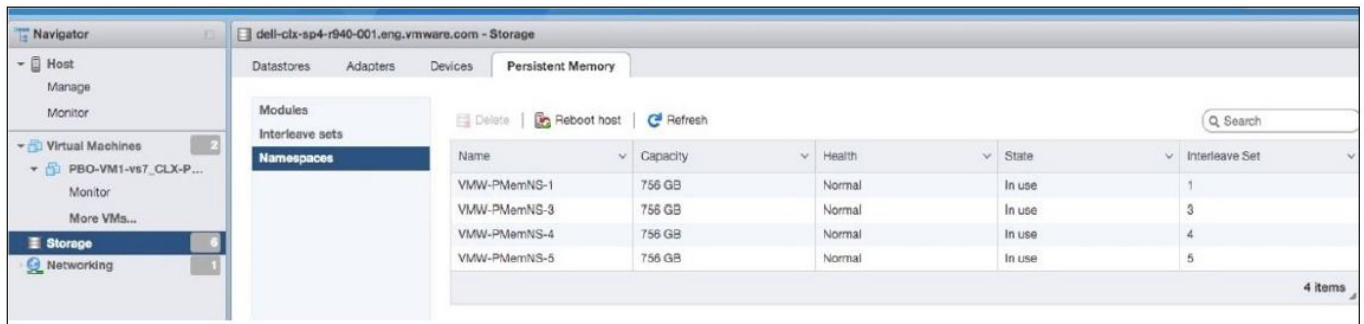 Navigator
Host
Manage
Monitor
Virtual Machines 2
PBO-VM1-vs7_CLX-P...
Monitor
More VMs...
Storage 6
Networking 1
dell-clx-sp4-r940-001.eng.vmware.com - Storage
Datastores Adapters Devices Persistent Memory
Modules
Interleave sets
Namespaces
Delete Reboot host Refresh Search
Name Capacity Health State Interleave Set
VMW-PMemNS-1 756 GB Normal In use 1
VMW-PMemNS-3 756 GB Normal In use 3
VMW-PMemNS-4 756 GB Normal In use 4
VMW-PMemNS-5 756 GB Normal In use 5
4 items